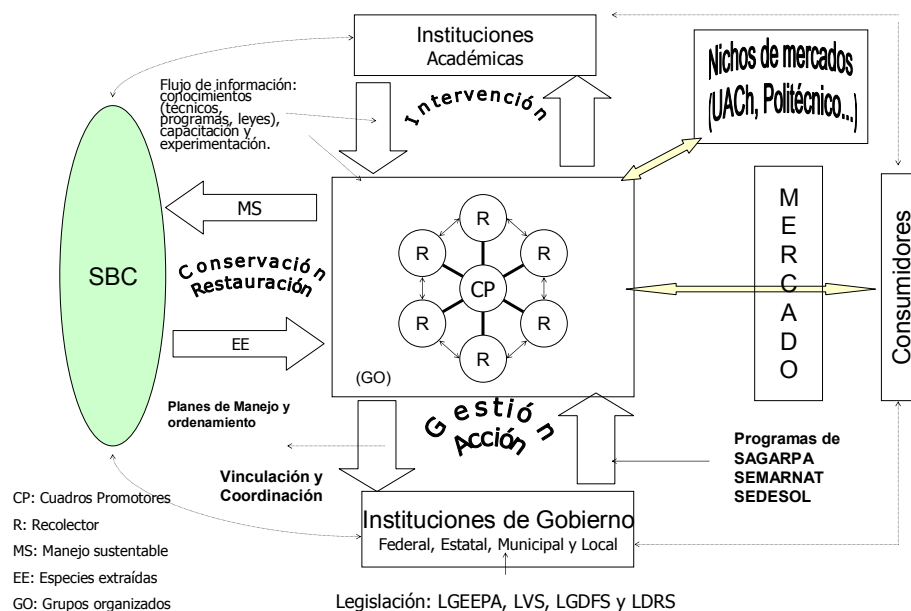 Instituciones
Académicas
Nichos de mercados
(UACh, Politécnico...)
Flujo de información:
conocimientos
(técnicos,
programas, leyes),
capacitación y
experimentación.
Intervención
MS
SBC
Conservación
Restauración
EE
R
R
R
CP
R
R
R
(GO)
MERCADO
Consumidores
Gestión
Acción
Planes de Manejo y
ordenamiento
Vinculación y
Coordinación
Programas de
SAGARPA
SEMARNAT
SEDESOL
Instituciones de Gobierno
Federal, Estatal, Municipal y Local
CP: Cuadros Promotores
R: Recolector
MS: Manejo sustentable
EE: Especies extraídas
GO: Grupos organizados
Legislación: LGEEPA, LVS, LGDFS y LDRS